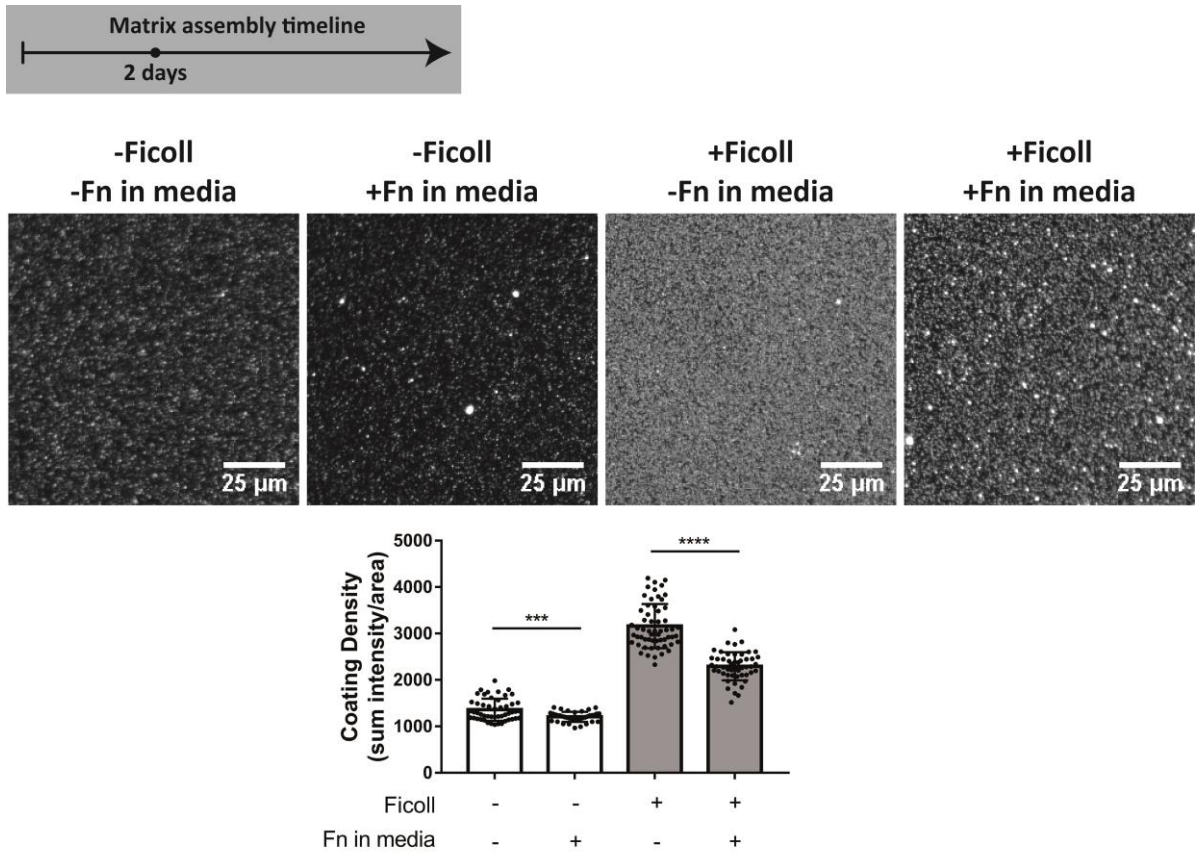 Matrix assembly timeline
2 days
-Ficoll
-Fn in media
-Ficoll
+Fn in media
+Ficoll
-Fn in media
+Ficoll
+Fn in media
25 µm
25 µm
25 µm
25 µm
Coating Density
(sum intensity/area)
5000
4000
3000
2000
1000
0
***
****
Ficoll - - + +
Fn in media - + - +